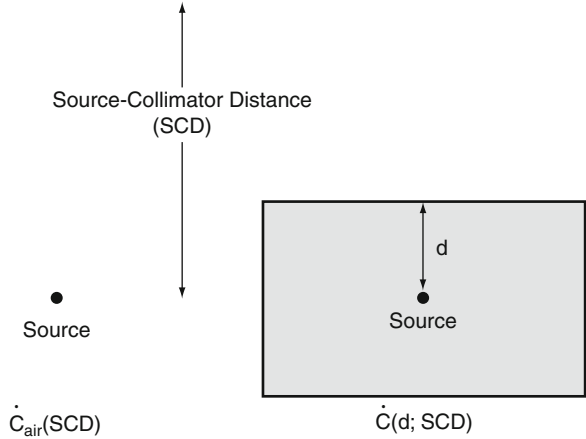 Source-Collimator Distance
(SCD)
d
Source
Source
Ċair(SCD)
Ċ(d; SCD)